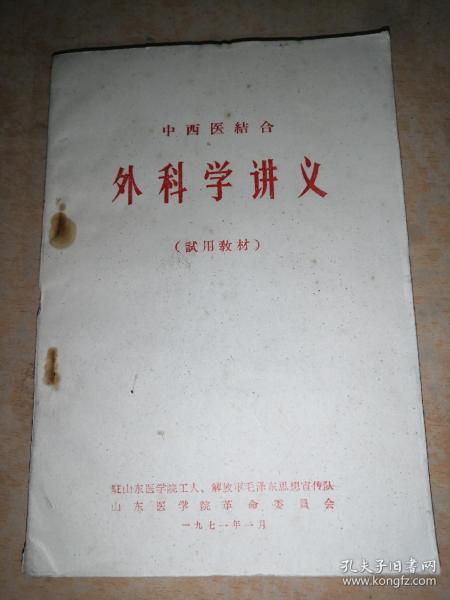 中西医結合
外科学讲义
（試用教材）
驻山东医学院工人、解放軍毛泽东思想宣传队
山东医学院革命委員会
一九七一年一月
孔夫子旧书网
www.kongfz.com